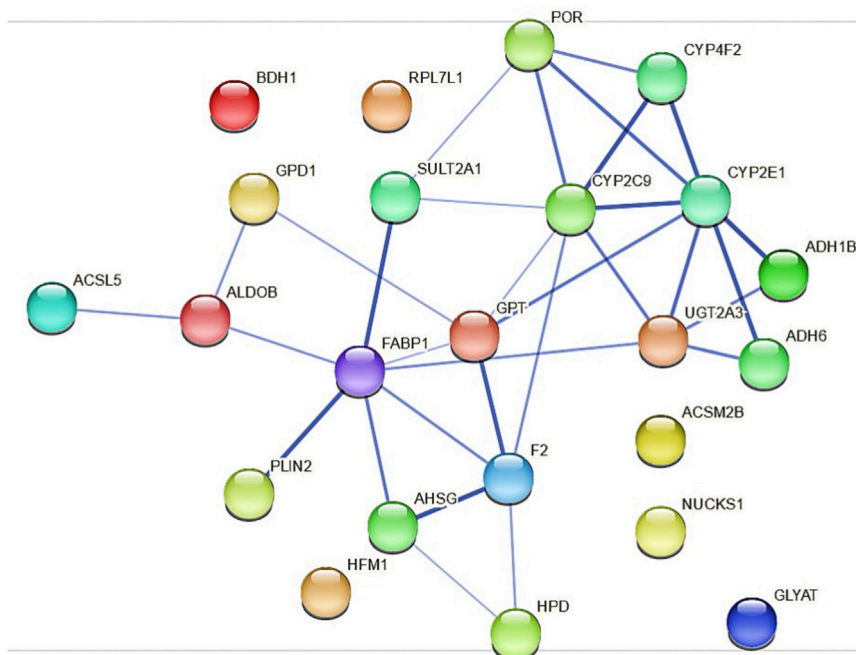 POR
CYP4F2
BDH1
RPL7L1
GPD1
SULT2A1
CYP2C9
CYP2E1
ADH1B
ACSL5
ALDOB
GPT
UGT2A3
FABP1
ADH6
ACSM2B
PLIN2
F2
AHSG
NUCKS1
HFM1
HPD
GLYAT